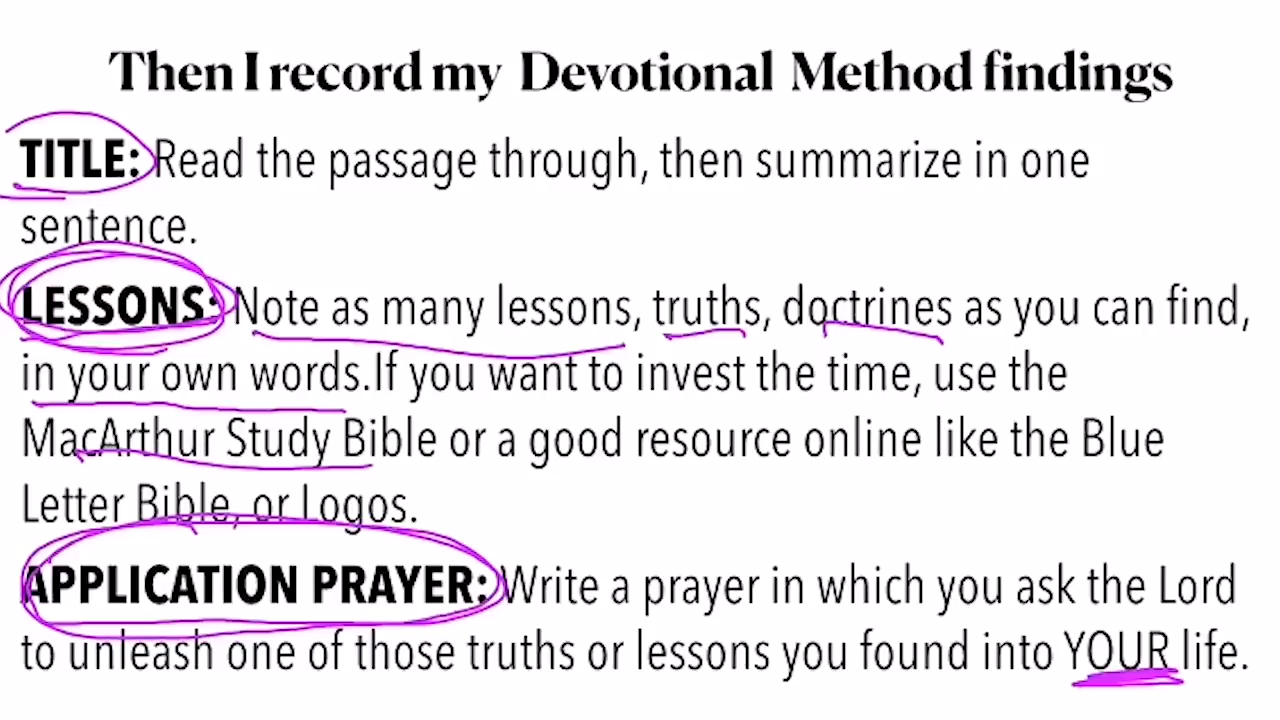 Then I record my Devotional Method findings
TITLE: Read the passage through, then summarize in one
sentence.
LESSONS: Note as many lessons, truths, doctrines as you can find,
in your own words.If you want to invest the time, use the
MacArthur Study Bible or a good resource online like the Blue
Letter Bible, or Logos.
APPLICATION PRAYER: Write a prayer in which you ask the Lord
to unleash one of those truths or lessons you found into YOUR life.